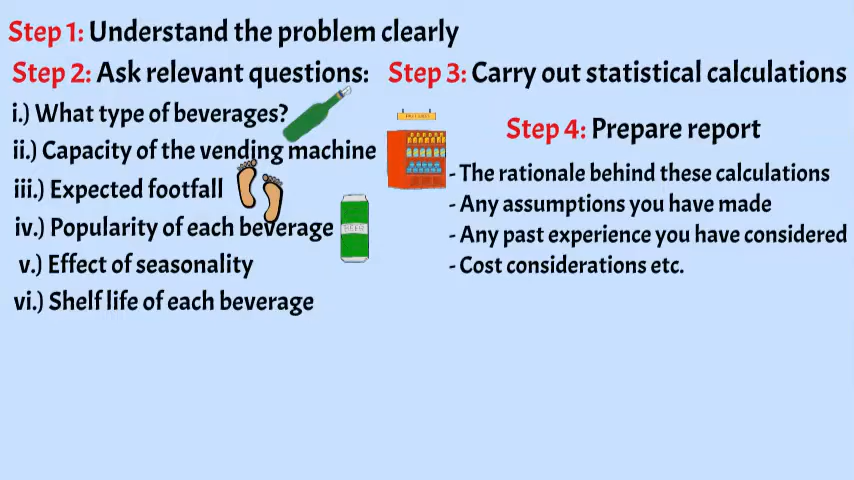 Step 1: Understand the problem clearly
Step 2: Ask relevant questions:
i.) What type of beverages?
ii.) Capacity of the vending machine
iii.) Expected footfall
iv.) Popularity of each beverage
v.) Effect of seasonality
vi.) Shelf life of each beverage
Step 3: Carry out statistical calculations
Step 4: Prepare report
- The rationale behind these calculations
- Any assumptions you have made
- Any past experience you have considered
- Cost considerations etc.